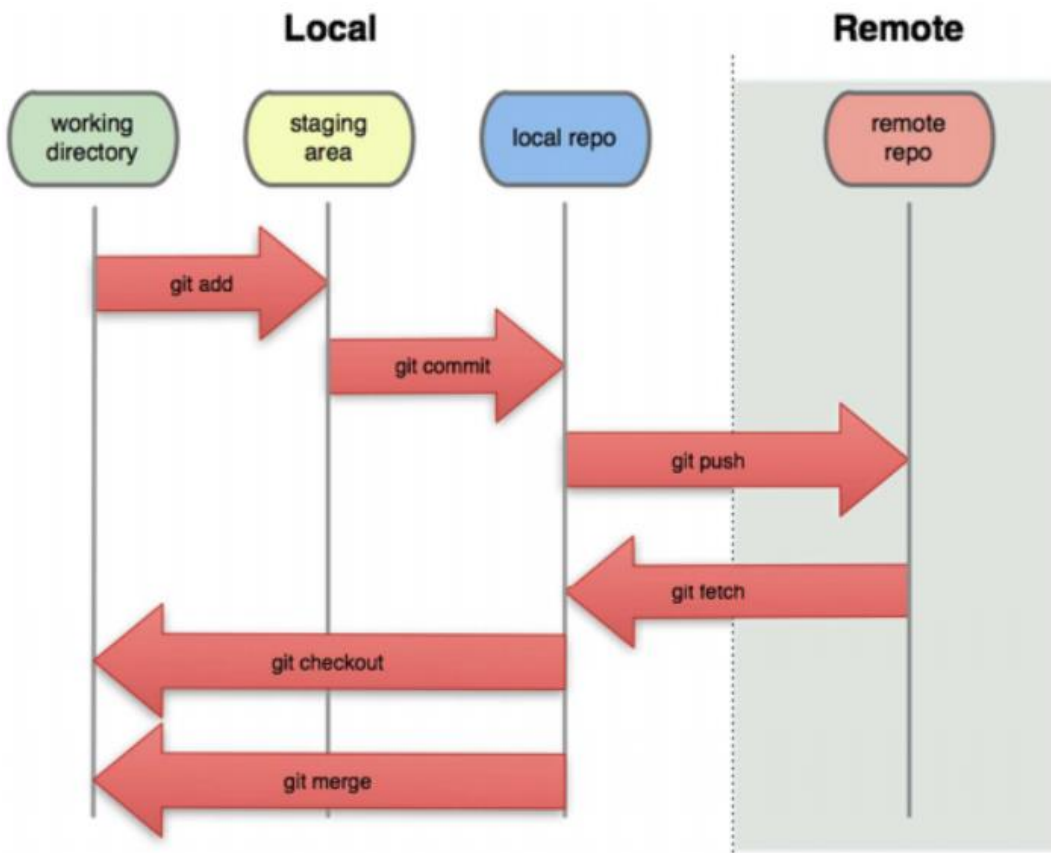 Local
Remote
working
directory
staging
area
local repo
remote
repo
git add
git commit
git push
git fetch
git checkout
git merge